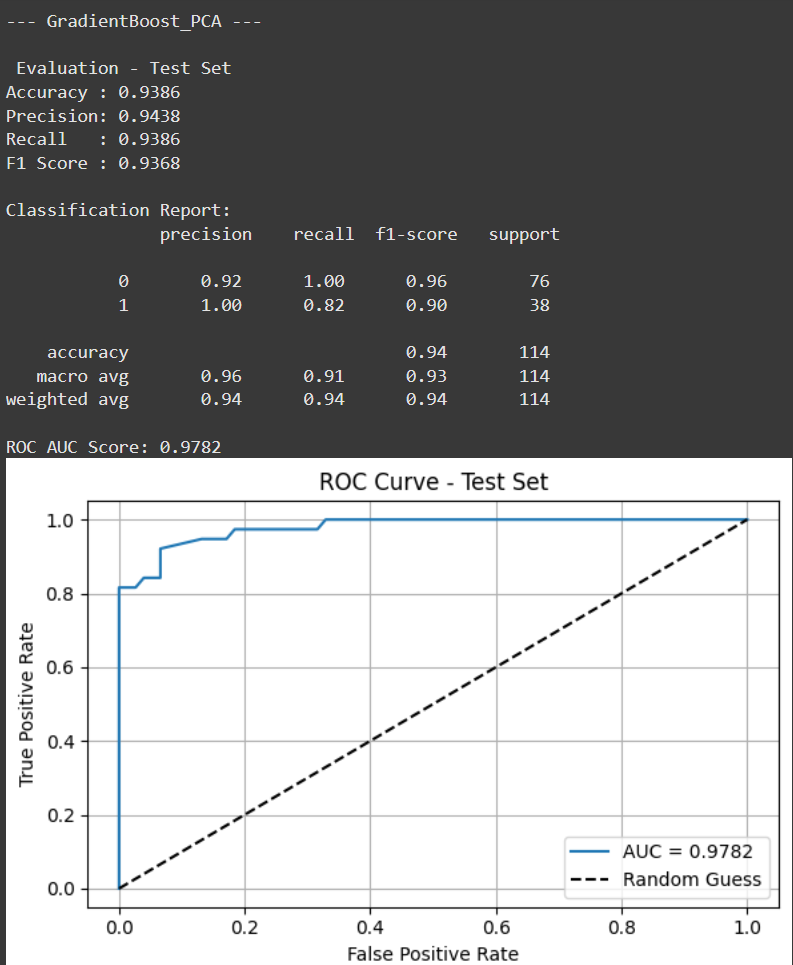 --- GradientBoost_PCA ---
Evaluation - Test Set
Accuracy : 0.9386
Precision: 0.9438
Recall   : 0.9386
F1 Score : 0.9368
Classification Report:
precision    recall  f1-score   support
0       0.92      1.00      0.96        76
1       1.00      0.82      0.90        38
accuracy                           0.94       114
macro avg       0.96      0.91      0.93       114
weighted avg       0.94      0.94      0.94       114
ROC AUC Score: 0.9782
ROC Curve - Test Set
1.0
0.8
0.6
0.4
0.2
0.0
True Positive Rate
AUC = 0.9782
Random Guess
0.0 0.2 0.4 0.6 0.8 1.0
False Positive Rate